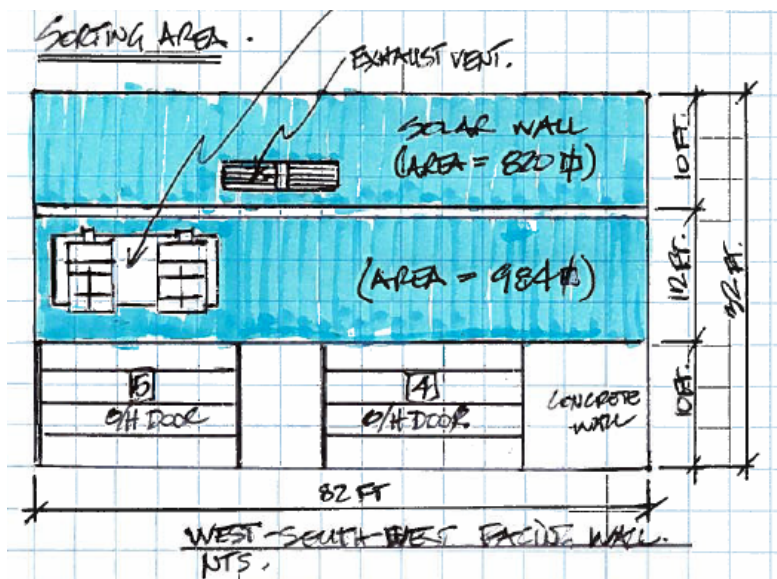 SORTING AREA.
EXHAUST VENT.
SOLAR WALL
(AREA = 820 ⏍)
10 FT.
(AREA = 984 ⏍)
12 FT.
32 FT.
5
O/H DOOR
4
O/H DOOR
CONCRETE
WALL
10 FT.
82 FT
WEST-SOUTH-WEST FACING WALL.
NTS.